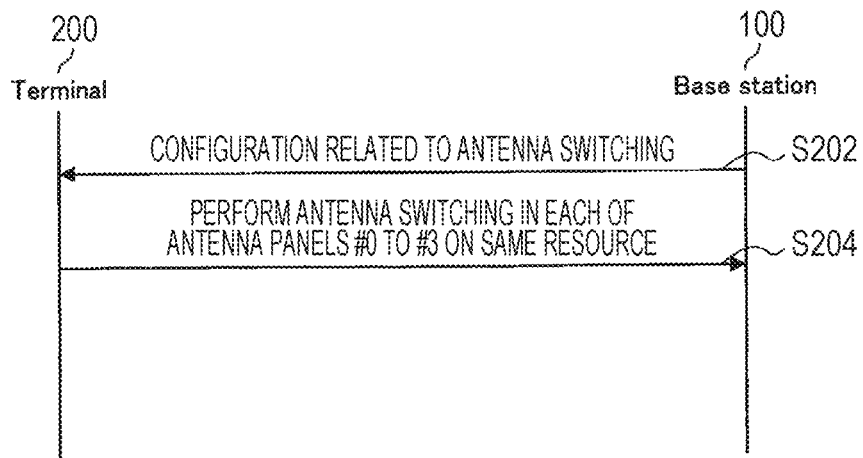 200
100
Terminal
Base station
CONFIGURATION RELATED TO ANTENNA SWITCHING
S202
PERFORM ANTENNA SWITCHING IN EACH OF
ANTENNA PANELS #0 TO #3 ON SAME RESOURCE
S204